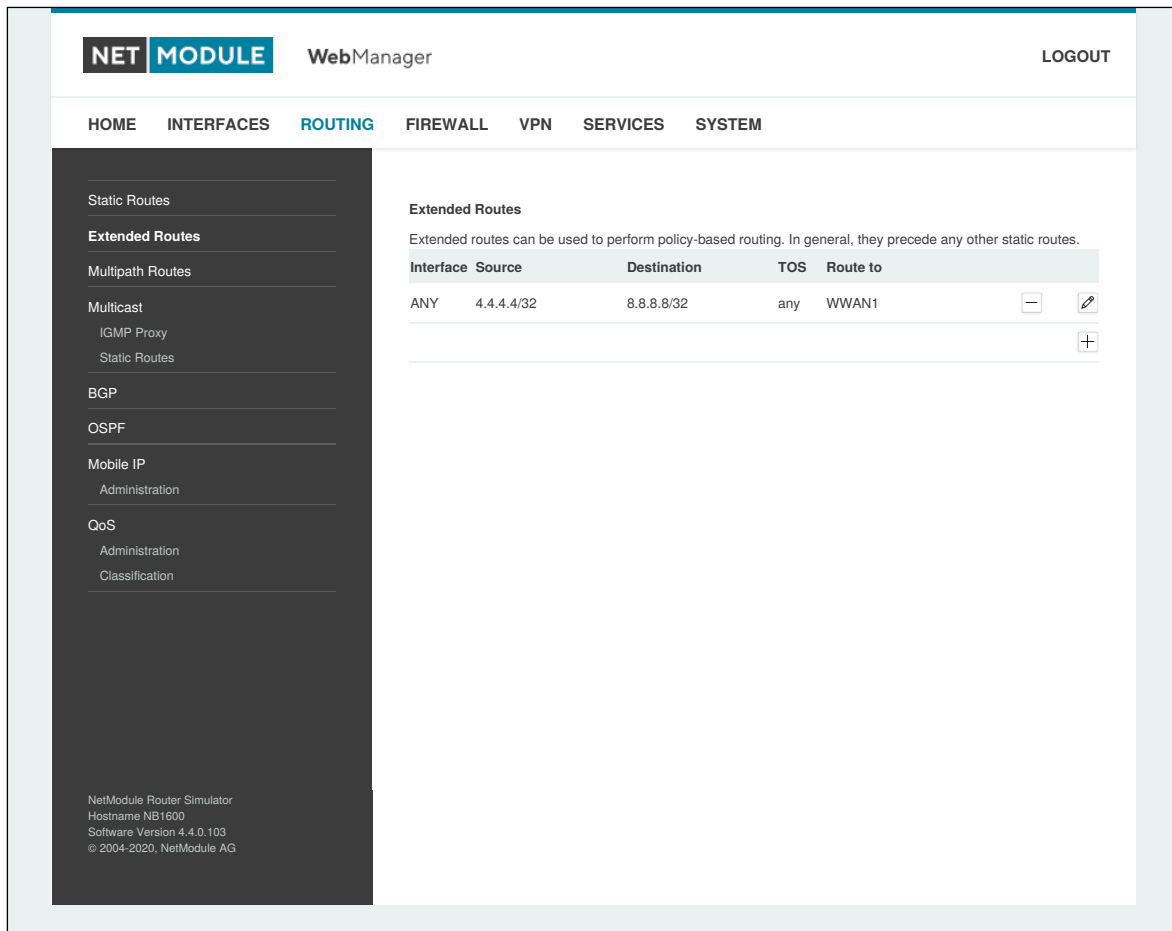 NET MODULE WebManager LOGOUT
HOME INTERFACES ROUTING FIREWALL VPN SERVICES SYSTEM
Static Routes
Extended Routes
Multipath Routes
Multicast
IGMP Proxy
Static Routes
BGP
OSPF
Mobile IP
Administration
QoS
Administration
Classification
NetModule Router Simulator
Hostname NB1600
Software Version 4.4.0.103
© 2004-2020, NetModule AG
Extended Routes
Extended routes can be used to perform policy-based routing. In general, they precede any other static routes.
Interface Source Destination TOS Route to
ANY 4.4.4.4/32 8.8.8.8/32 any WWAN1